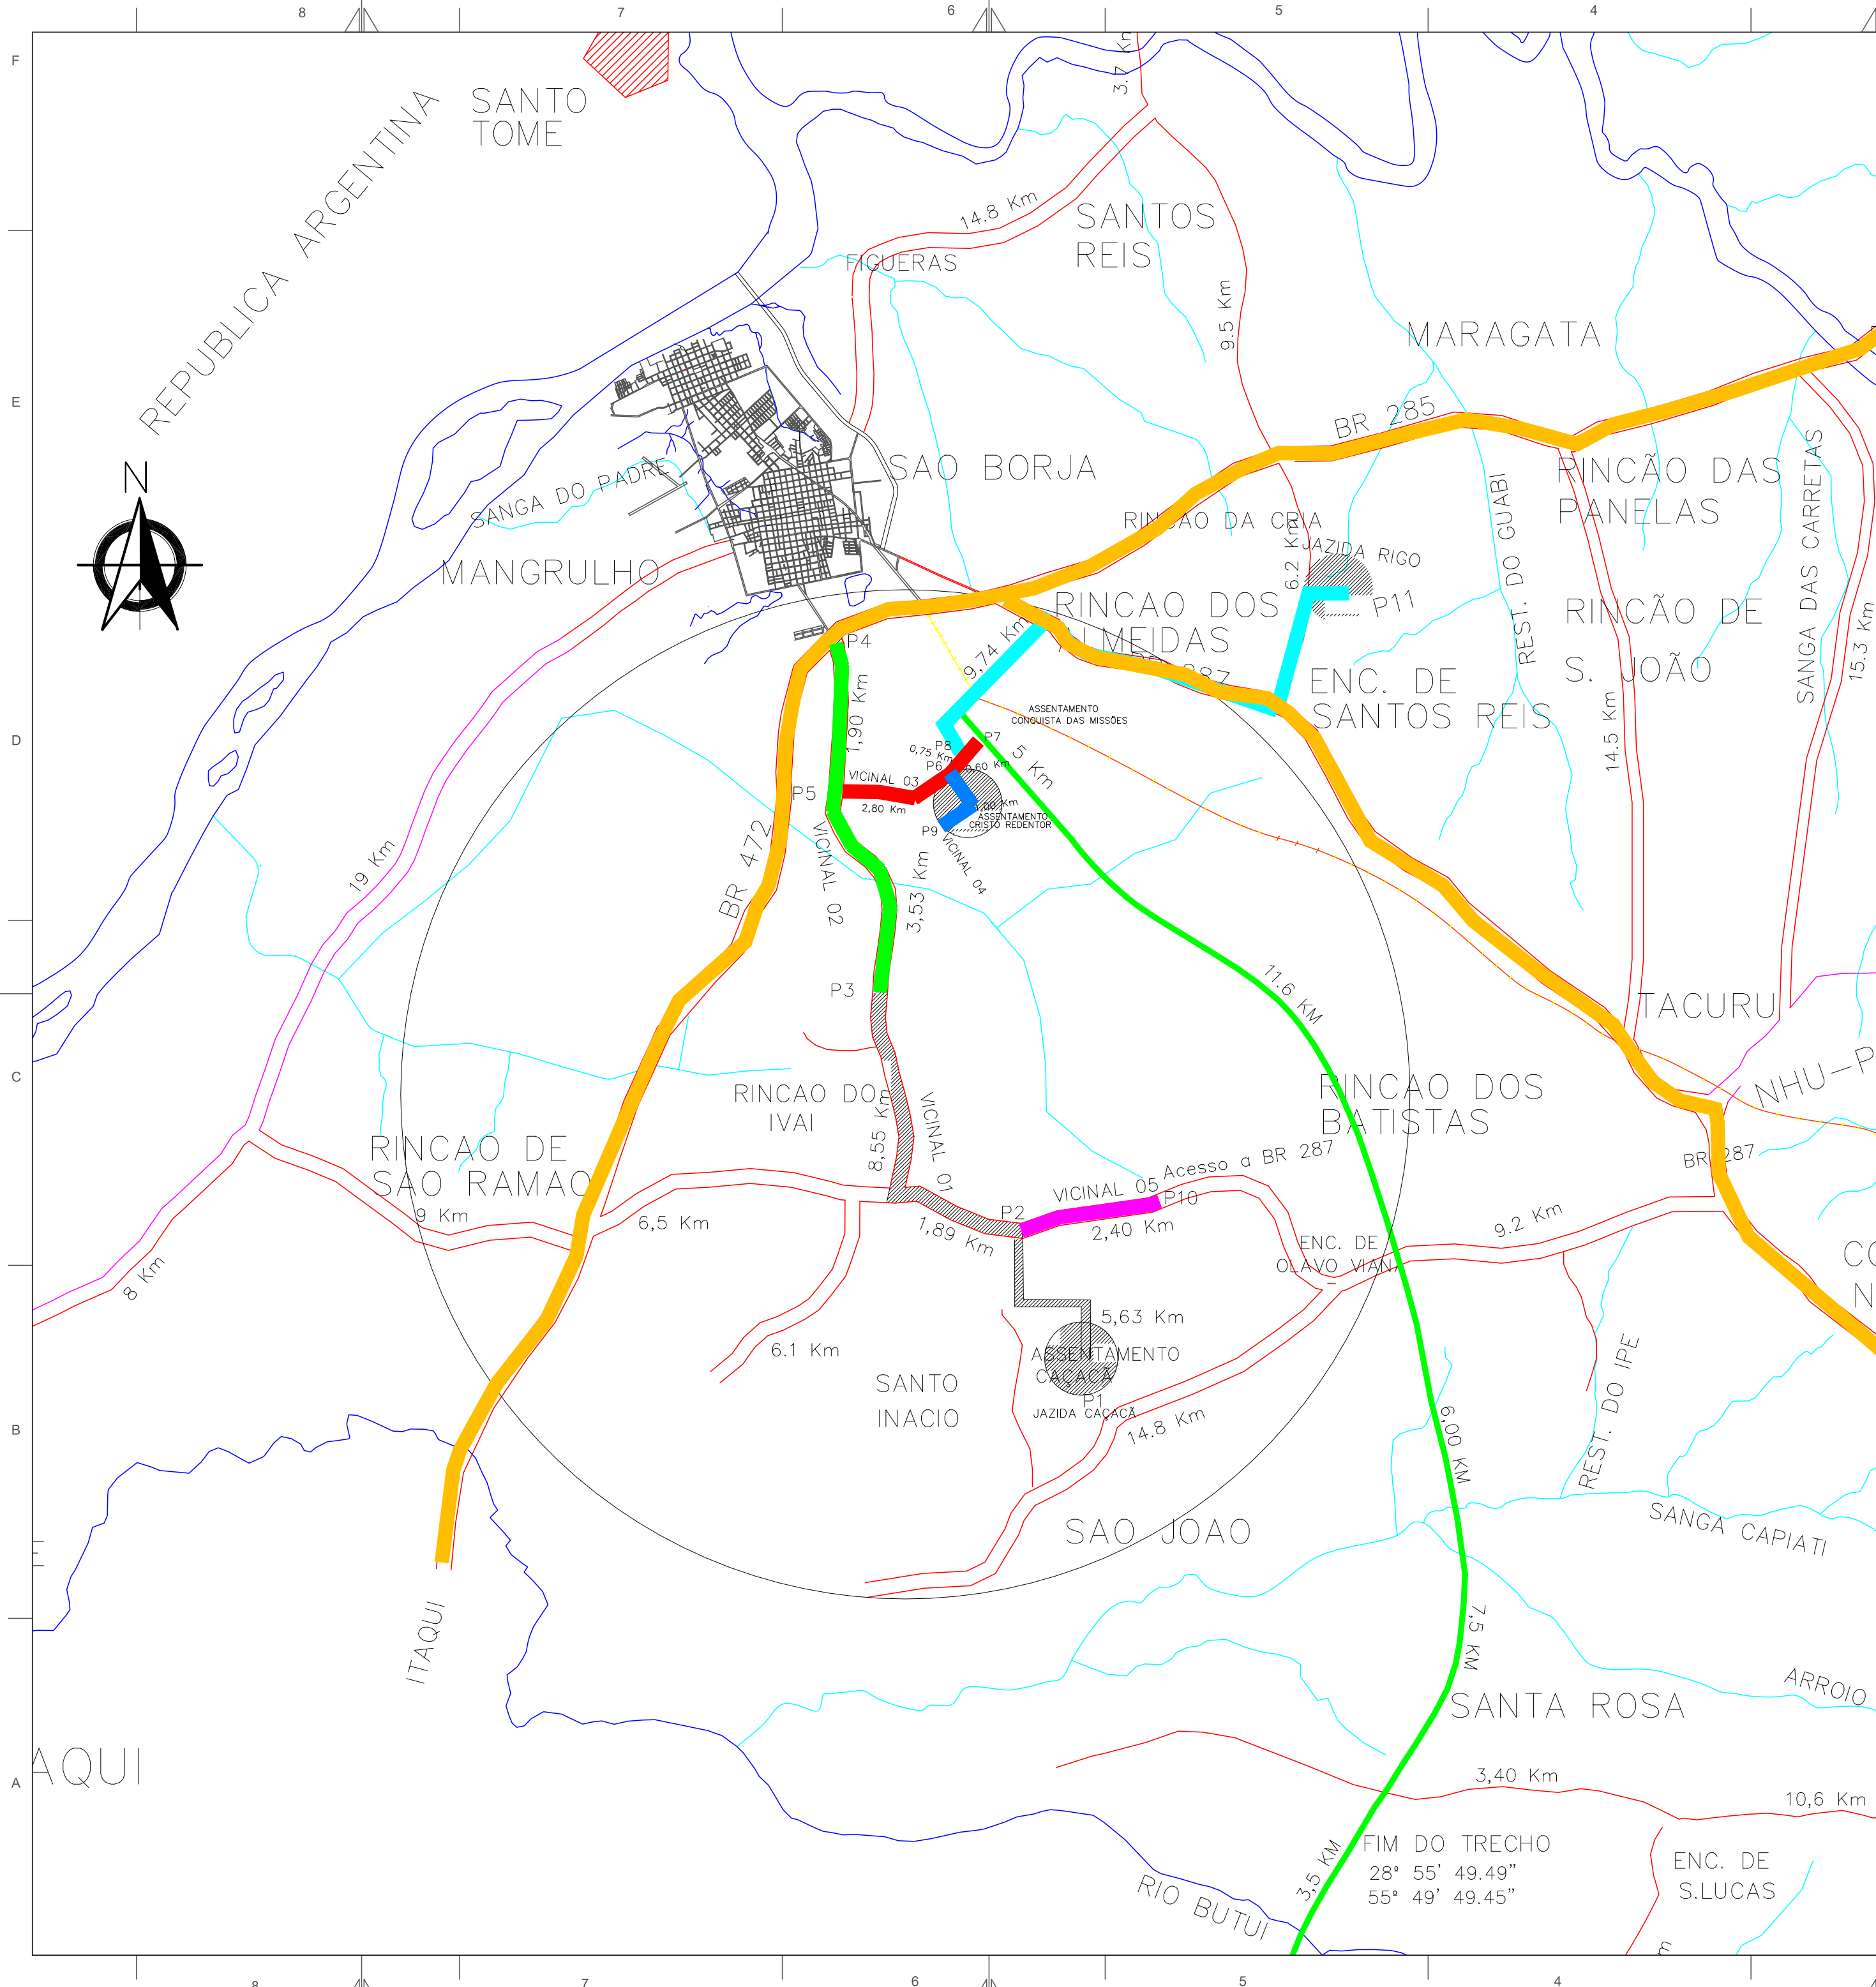 8
7
6
5
4
F
3.7 Km
SANTO
TOME
REPUBLICA ARGENTINA
14.8 Km
SANTOS
REIS
FIGUERAS
9.5 Km
MARAGATA
E
BR 285
SAO BORJA
SANGA DO PADRE
RINCÃO DAS
PANELAS
SANGA DAS CARRETAS
REST. DO GUABI
N
RINCAO DA CRIA
6.2 Km
JAZIDA RIGO
P11
MANGRULHO
RINCAO DOS
ALMEIDAS
RINCÃO DE
S. JOÃO
15.3 Km
P4
9,74 Km
BR 287
ENC. DE
SANTOS REIS
ASSENTAMENTO
CONQUISTA DAS MISSÕES
D
1,90 Km
P7
P8
0,75 Km
P6
0,60 Km
5 Km
14.5 Km
VICINAL 03
P5
2,80 Km
1,00 Km
ASSENTAMENTO
CRISTO REDENTOR
P9
VICINAL 04
19 Km
BR 472
VICINAL 02
3,53 Km
P3
11.6 KM
TACURU
C
NHU-P
RINCAO DO
IVAI
8,55 Km
VICINAL 01
RINCAO DOS
BATISTAS
RINCAO DE
SAO RAMAO
BR 287
Acesso a BR 287
VICINAL 05
P10
9 Km
6,5 Km
P2
1,89 Km
2,40 Km
9.2 Km
ENC. DE
OLAVO VIANA
8 Km
CO
N
5,63 Km
6.1 Km
ASSENTAMENTO
CAÇACÃ
P1
JAZIDA CAÇACÃ
SANTO
INACIO
14.8 Km
REST. DO IPE
B
6,00 KM
SAO JOAO
SANGA CAPIATI
ITAQUI
7,5 KM
ARROIO
SANTA ROSA
AQUI
A
3,40 Km
10,6 Km
FIM DO TRECHO
28° 55' 49.49"
55° 49' 49.45"
3,5 KM
ENC. DE
S.LUCAS
RIO BUTUI
m
8
7
6
5
4